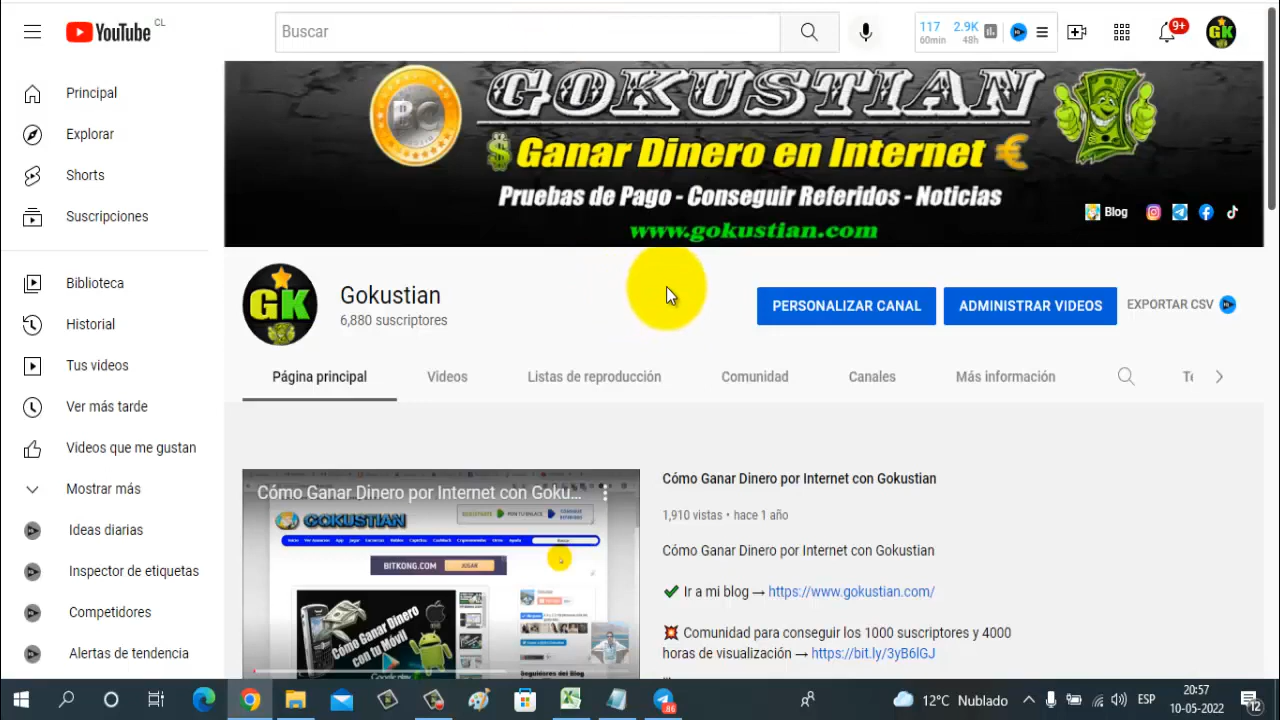 YouTube CL
Buscar
117
60min
2.9K
48h
9+
GK
Principal
Explorar
Shorts
Suscripciones
Biblioteca
Historial
Tus videos
Ver más tarde
Videos que me gustan
Mostrar más
Ideas diarias
Inspector de etiquetas
Competidores
Alertas de tendencia
GOKUSTIAN
$ Ganar Dinero en Internet €
Pruebas de Pago - Conseguir Referidos - Noticias
www.gokustian.com
Blog
GK
Gokustian
6,880 suscriptores
PERSONALIZAR CANAL
ADMINISTRAR VIDEOS
EXPORTAR CSV
Página principal
Videos
Listas de reproducción
Comunidad
Canales
Más información
Cómo Ganar Dinero por Internet con Goku...
GOKUSTIAN
BITKONG.COM
JUGAR
Cómo Ganar Dinero
con tu Móvil
Cómo Ganar Dinero por Internet con Gokustian
1,910 vistas • hace 1 año
Cómo Ganar Dinero por Internet con Gokustian
✔ Ir a mi blog → https://www.gokustian.com/
💥 Comunidad para conseguir los 1000 suscriptores y 4000
horas de visualización → https://bit.ly/3yB6lGJ
86
12°C Nublado
ESP
20:57
10-05-2022
12